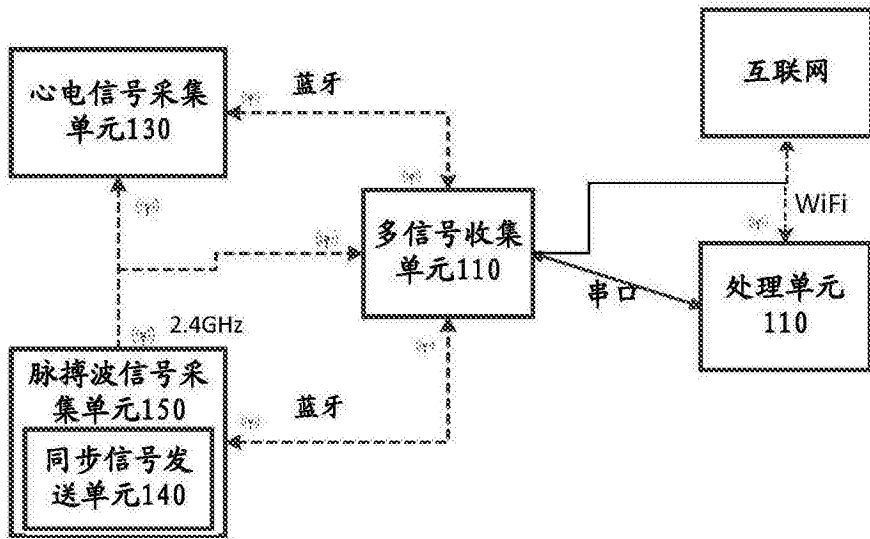 心电信号采集
单元130
蓝牙
互联网
多信号收集
单元110
WiFi
串口
处理单元
110
2.4GHz
脉搏波信号采
集单元150
蓝牙
同步信号发
送单元140